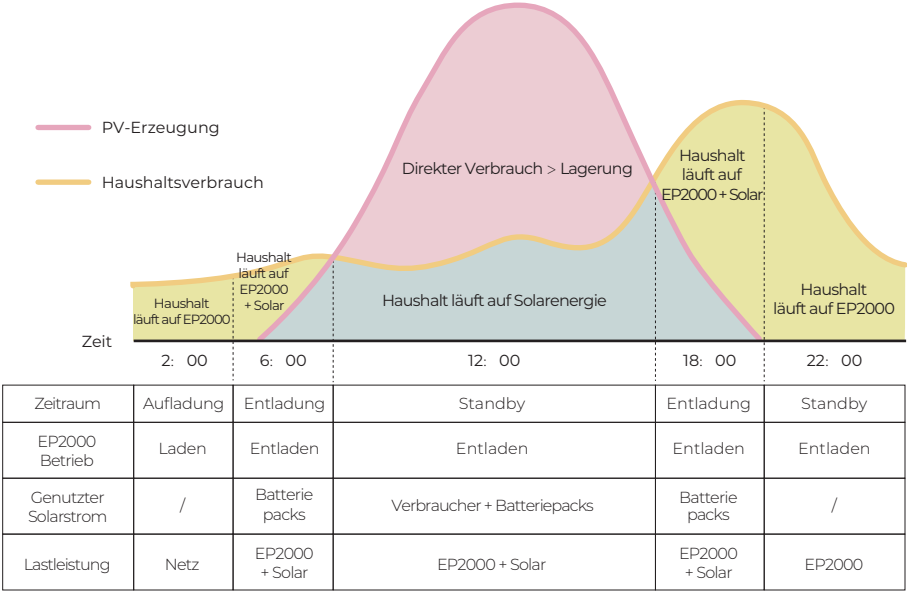 PV-Erzeugung
Haushaltsverbrauch
Direkter Verbrauch > Lagerung
Haushalt
läuft auf
EP2000 + Solar
Haushalt
läuft auf
EP2000
+ Solar
Haushalt
läuft auf EP2000
Haushalt läuft auf Solarenergie
Haushalt
läuft auf EP2000
Zeit
2: 00 6: 00 12: 00 18: 00 22: 00
Zeitraum Aufladung Entladung Standby Entladung Standby
EP2000
Betrieb
Laden Entladen Entladen Entladen Entladen
Genutzter
Solarstrom
/
Batterie
packs
Verbraucher + Batteriepacks
Batterie
packs
/
Lastleistung Netz
EP2000
+ Solar
EP2000 + Solar
EP2000
+ Solar
EP2000